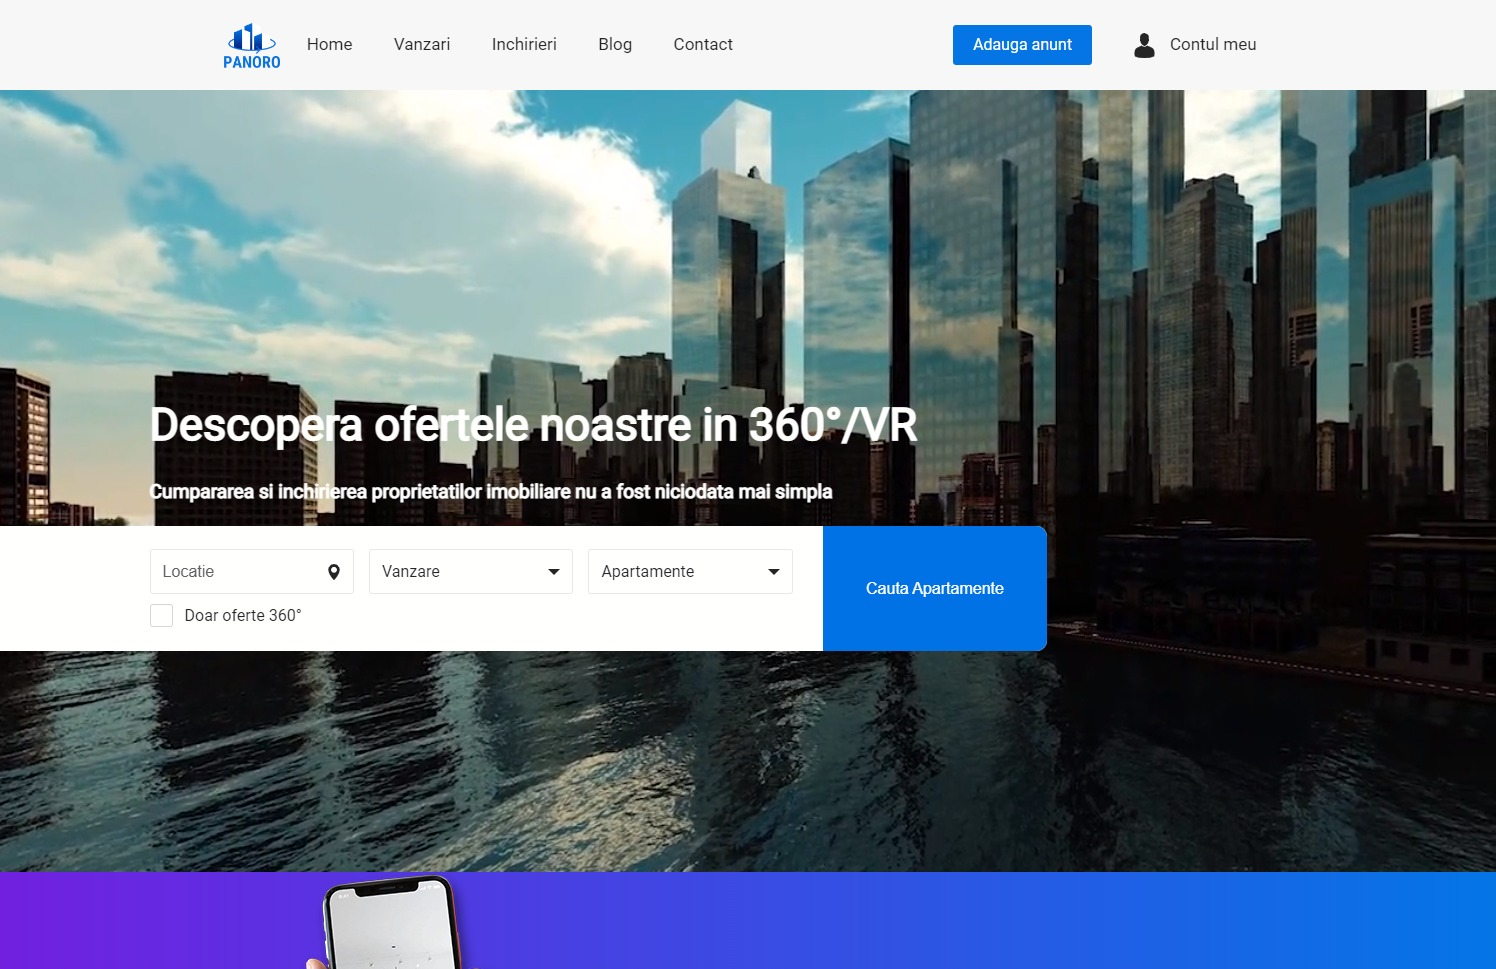 PANORO
Home
Vanzari
Inchirieri
Blog
Contact
Adauga anunt
Contul meu
Descopera ofertele noastre in 360°/VR
Cumpararea si inchirierea proprietatilor imobiliare nu a fost niciodata mai simpla
Locatie
Vanzare
Apartamente
Cauta Apartamente
Doar oferte 360°